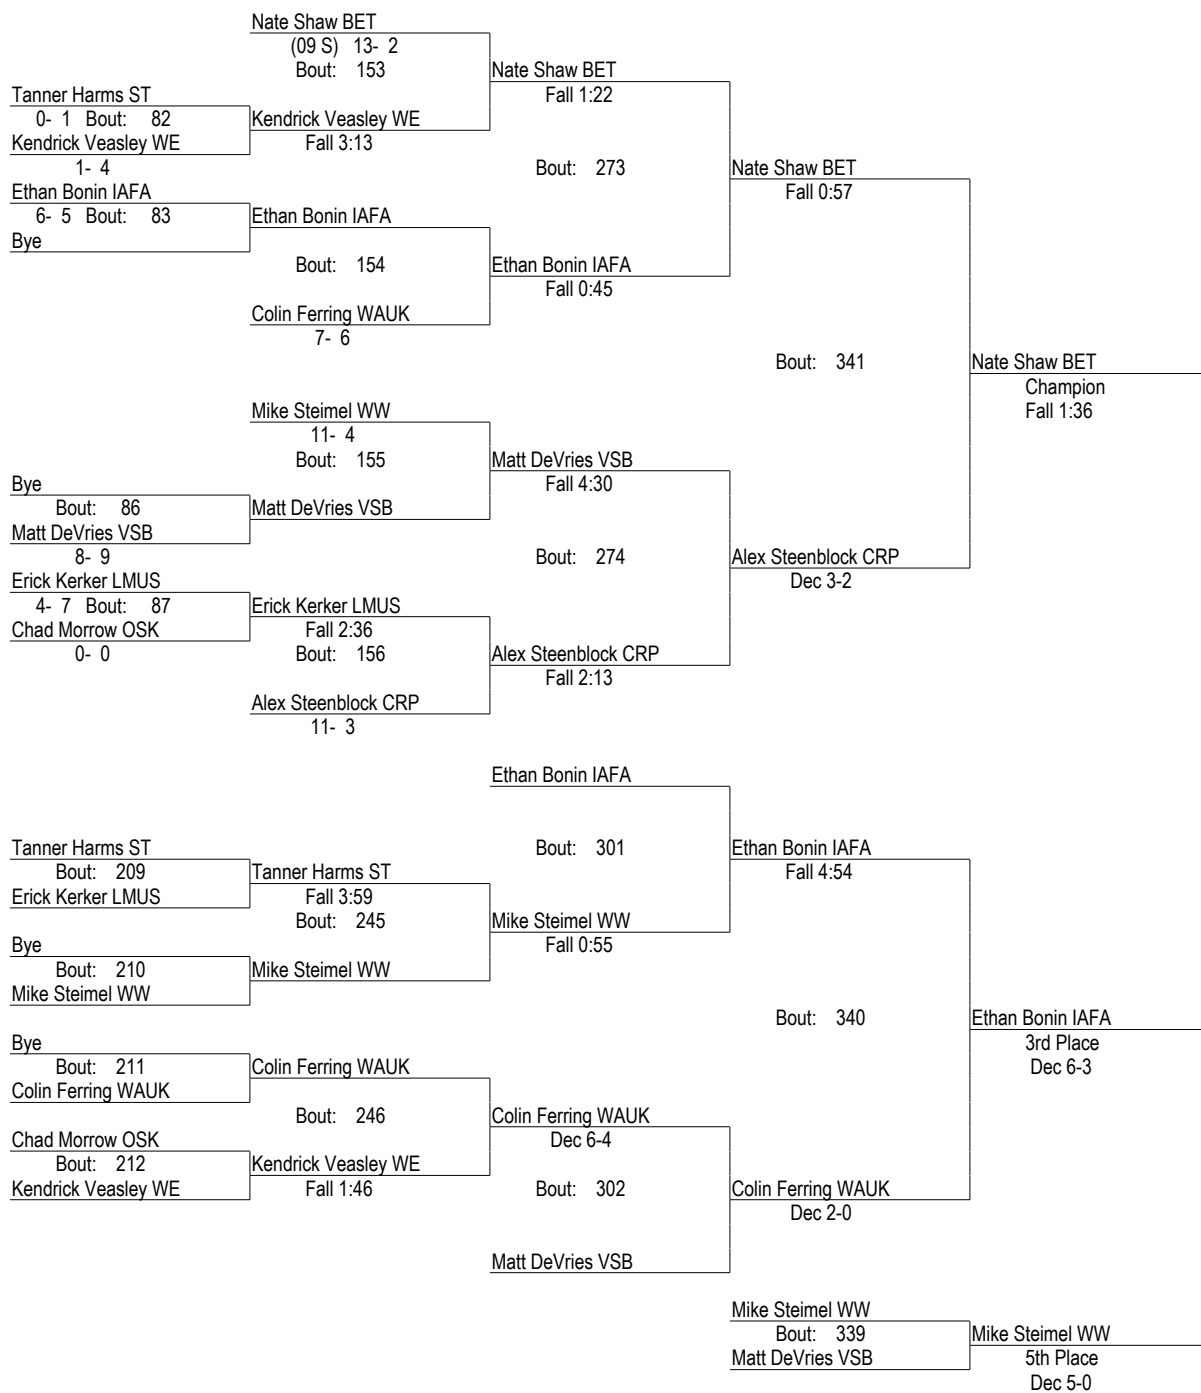 Nate Shaw BET
(09 S) 13- 2
Bout: 153
Nate Shaw BET
Fall 1:22
Tanner Harms ST
0- 1 Bout: 82
Kendrick Veasley WE
Kendrick Veasley WE
Fall 3:13
1- 4
Bout: 273
Nate Shaw BET
Fall 0:57
Ethan Bonin IAFA
6- 5 Bout: 83
Ethan Bonin IAFA
Bye
Bout: 154
Ethan Bonin IAFA
Fall 0:45
Colin Ferring WAUK
7- 6
Bout: 341
Nate Shaw BET
Champion
Fall 1:36
Mike Steimel WW
11- 4
Bout: 155
Matt DeVries VSB
Fall 4:30
Bye
Bout: 86
Matt DeVries VSB
Matt DeVries VSB
8- 9
Bout: 274
Alex Steenblock CRP
Dec 3-2
Erick Kerker LMUS
4- 7 Bout: 87
Erick Kerker LMUS
Chad Morrow OSK
Fall 2:36
0- 0
Bout: 156
Alex Steenblock CRP
Fall 2:13
Alex Steenblock CRP
11- 3
Ethan Bonin IAFA
Tanner Harms ST
Bout: 301
Ethan Bonin IAFA
Bout: 209
Tanner Harms ST
Fall 4:54
Erick Kerker LMUS
Fall 3:59
Bout: 245
Mike Steimel WW
Fall 0:55
Bye
Bout: 210
Mike Steimel WW
Mike Steimel WW
Bout: 340
Ethan Bonin IAFA
3rd Place
Dec 6-3
Bye
Bout: 211
Colin Ferring WAUK
Colin Ferring WAUK
Bout: 246
Colin Ferring WAUK
Dec 6-4
Chad Morrow OSK
Bout: 212
Kendrick Veasley WE
Kendrick Veasley WE
Fall 1:46
Bout: 302
Colin Ferring WAUK
Dec 2-0
Matt DeVries VSB
Mike Steimel WW
Bout: 339
Mike Steimel WW
Matt DeVries VSB
5th Place
Dec 5-0